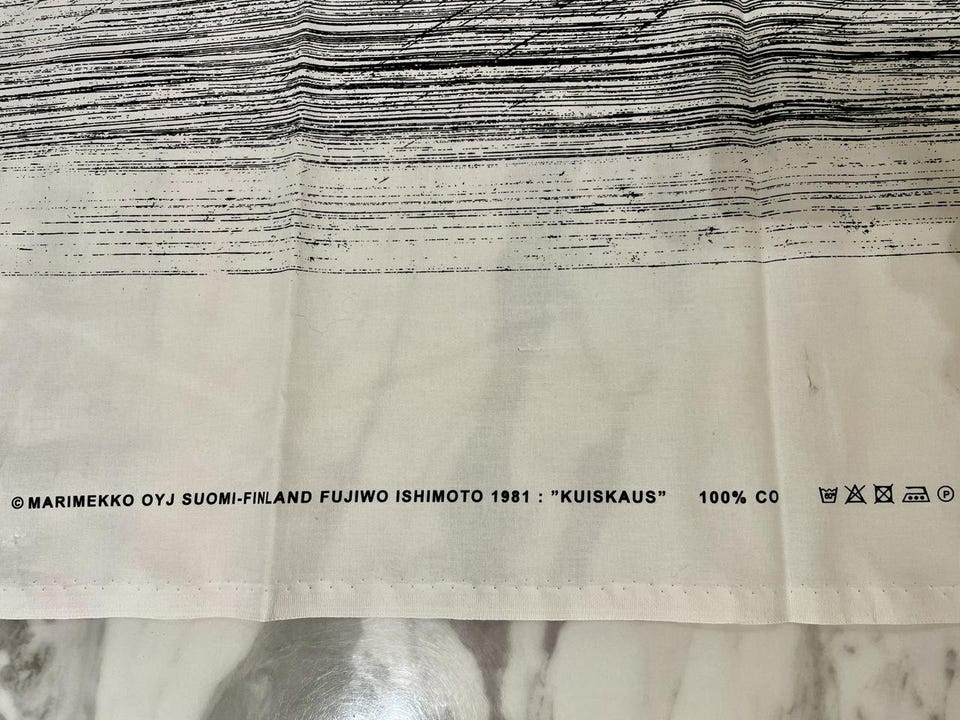 © MARIMEKKO OYJ SUOMI-FINLAND FUJIWO ISHIMOTO 1981 : ”KUISKAUS” 100% CO P